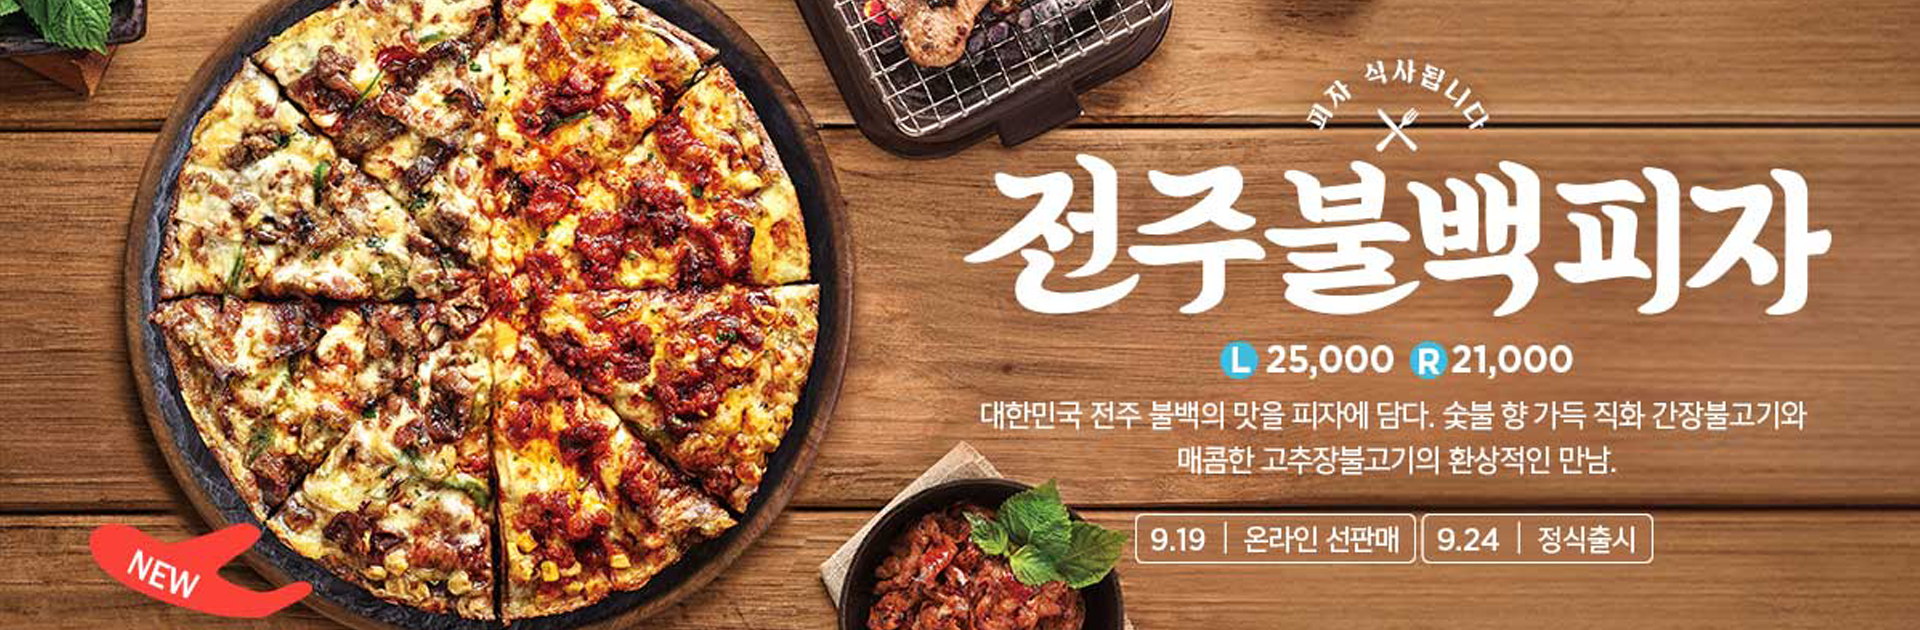 피자 식사됩니다
전주불백피자
L 25,000 R 21,000
대한민국 전주 불백의 맛을 피자에 담다. 숯불 향 가득 직화 간장불고기와
매콤한 고추장불고기의 환상적인 만남.
9.19 | 온라인 선판매 9.24 | 정식출시
NEW